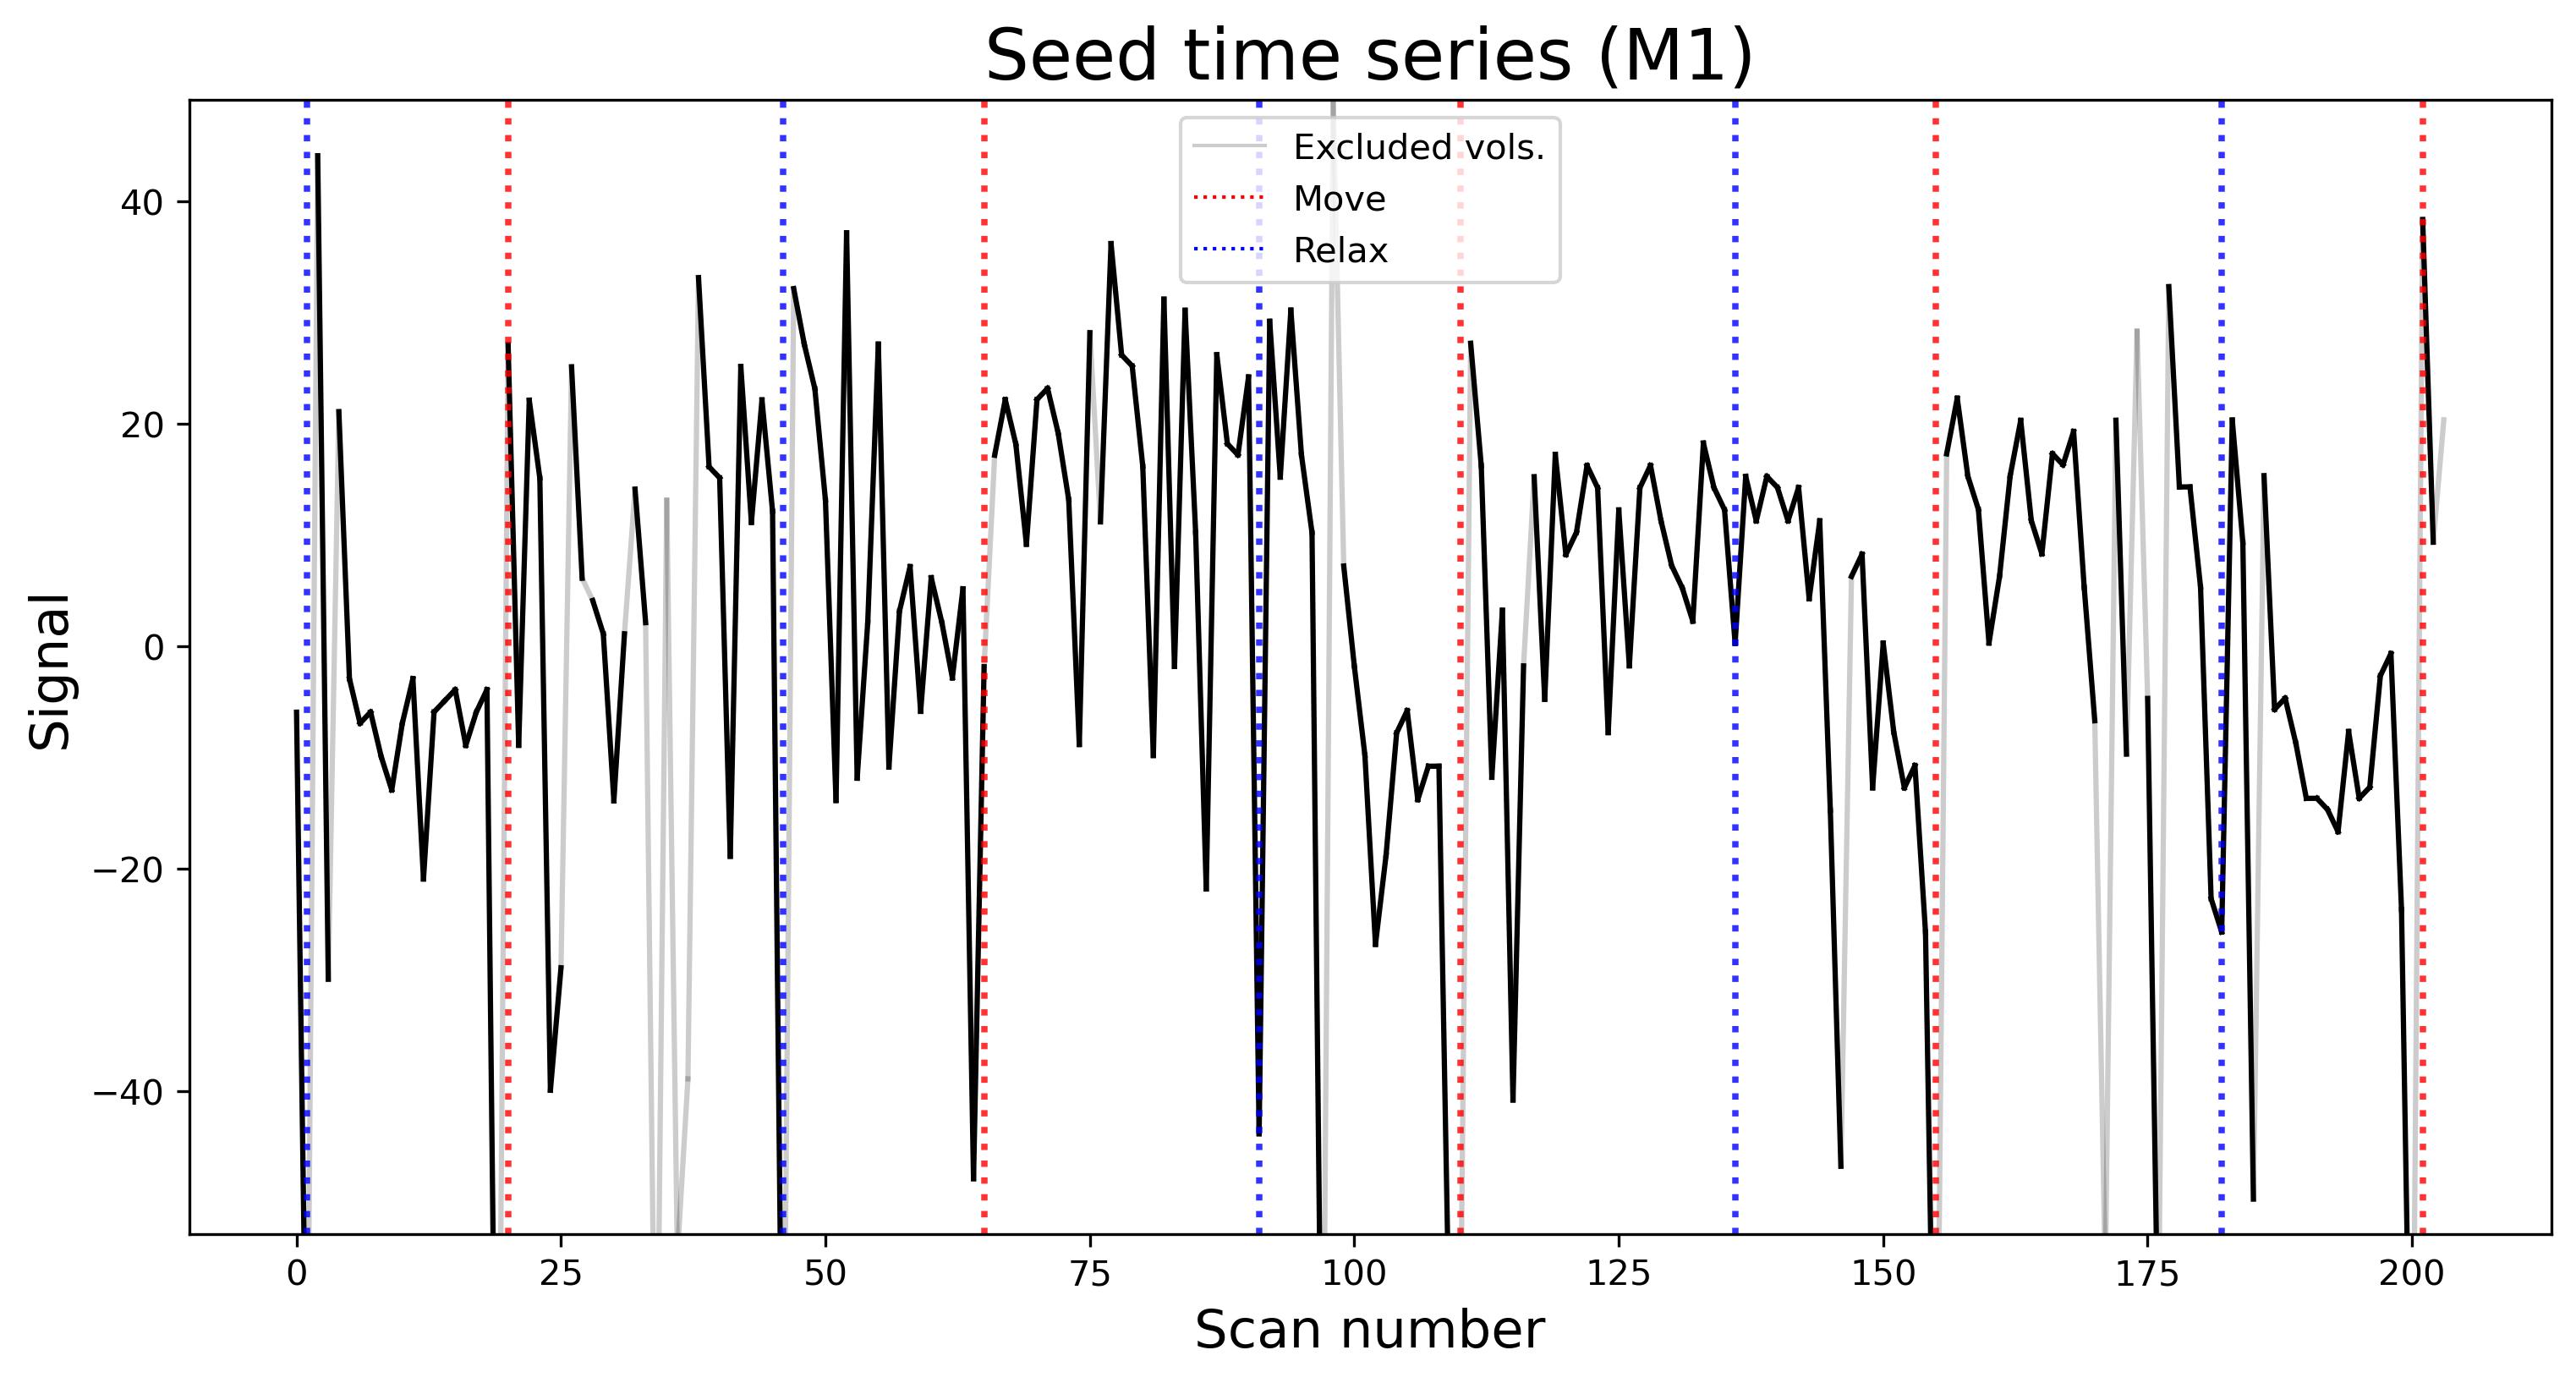 Seed time series (M1)
Excluded vols.
Move
Relax
40
20
0
−20
−40
Signal
0 25 50 75 100 125 150 175 200
Scan number